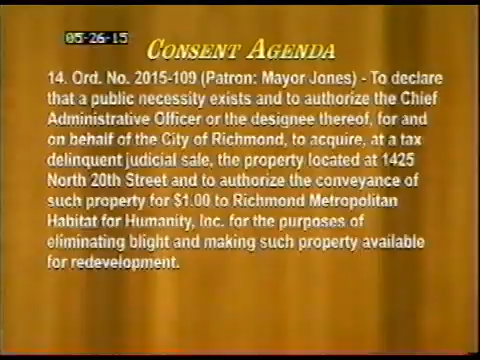 05-26-15
CONSENT AGENDA
14. Ord. No. 2015-109 (Patron: Mayor Jones) - To declare
that a public necessity exists and to authorize the Chief
Administrative Officer or the designee thereof, for and
on behalf of the City of Richmond, to acquire, at a tax
delinquent judicial sale, the property located at 1425
North 20th Street and to authorize the conveyance of
such property for $1.00 to Richmond Metropolitan
Habitat for Humanity, Inc. for the purposes of
eliminating blight and making such property available
for redevelopment.